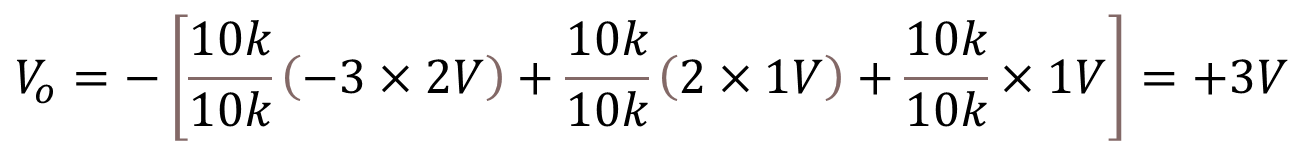 V_o = −[10k/10k (−3 × 2V) + 10k/10k (2 × 1V) + 10k/10k × 1V] = +3V